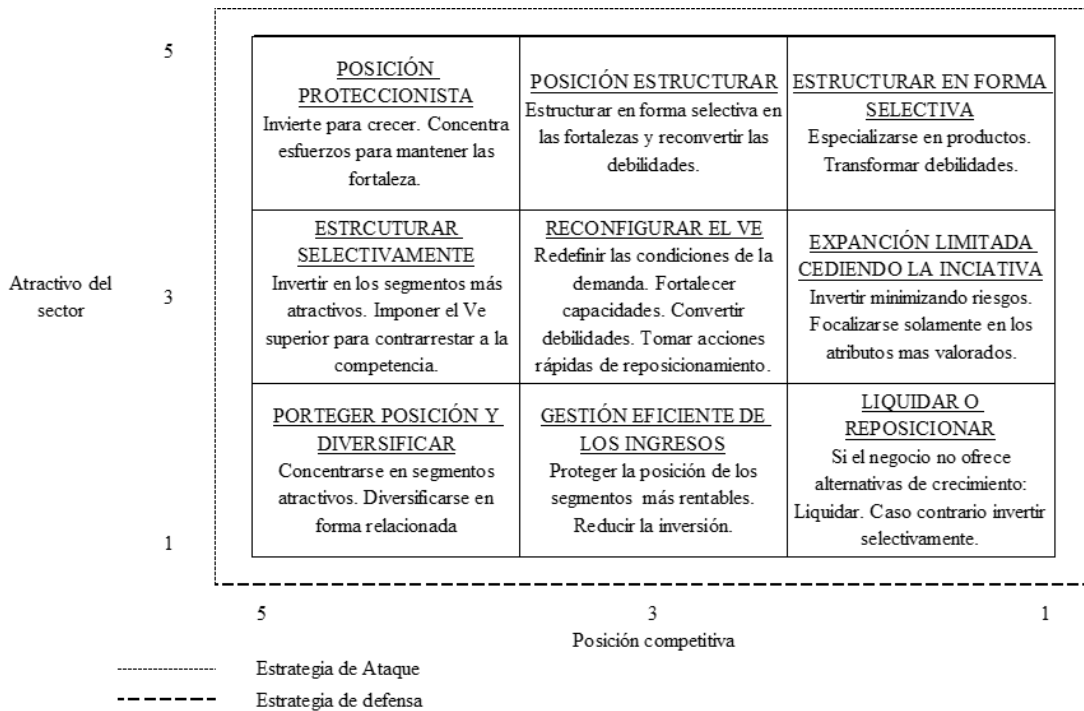 5
POSICIÓN
PROTECCIONISTA
Invierte para crecer. Concentra
esfuerzos para mantener las
fortaleza.
POSICIÓN ESTRUCTURAR
Estructurar en forma selectiva en
las fortalezas y reconvertir las
debilidades.
ESTRUCTURAR EN FORMA
SELECTIVA
Especializarse en productos.
Transformar debilidades.
Atractivo del
sector
3
ESTRCUTURAR
SELECTIVAMENTE
Invertir en los segmentos más
atractivos. Imponer el Ve
superior para contrarrestar a la
competencia.
RECONFIGURAR EL VE
Redefinir las condiciones de la
demanda. Fortalecer
capacidades. Convertir
debilidades. Tomar acciones
rápidas de reposicionamiento.
EXPANCIÓN LIMITADA
CEDIENDO LA INCIATIVA
Invertir minimizando riesgos.
Focalizarse solamente en los
atributos mas valorados.
1
PORTEGER POSICIÓN Y
DIVERSIFICAR
Concentrarse en segmentos
atractivos. Diversificarse en
forma relacionada
GESTIÓN EFICIENTE DE
LOS INGRESOS
Proteger la posición de los
segmentos más rentables.
Reducir la inversión.
LIQUIDAR O
REPOSICIONAR
Si el negocio no ofrece
alternativas de crecimiento:
Liquidar. Caso contrario invertir
selectivamente.
5
3
1
Posición competitiva
Estrategia de Ataque
Estrategia de defensa